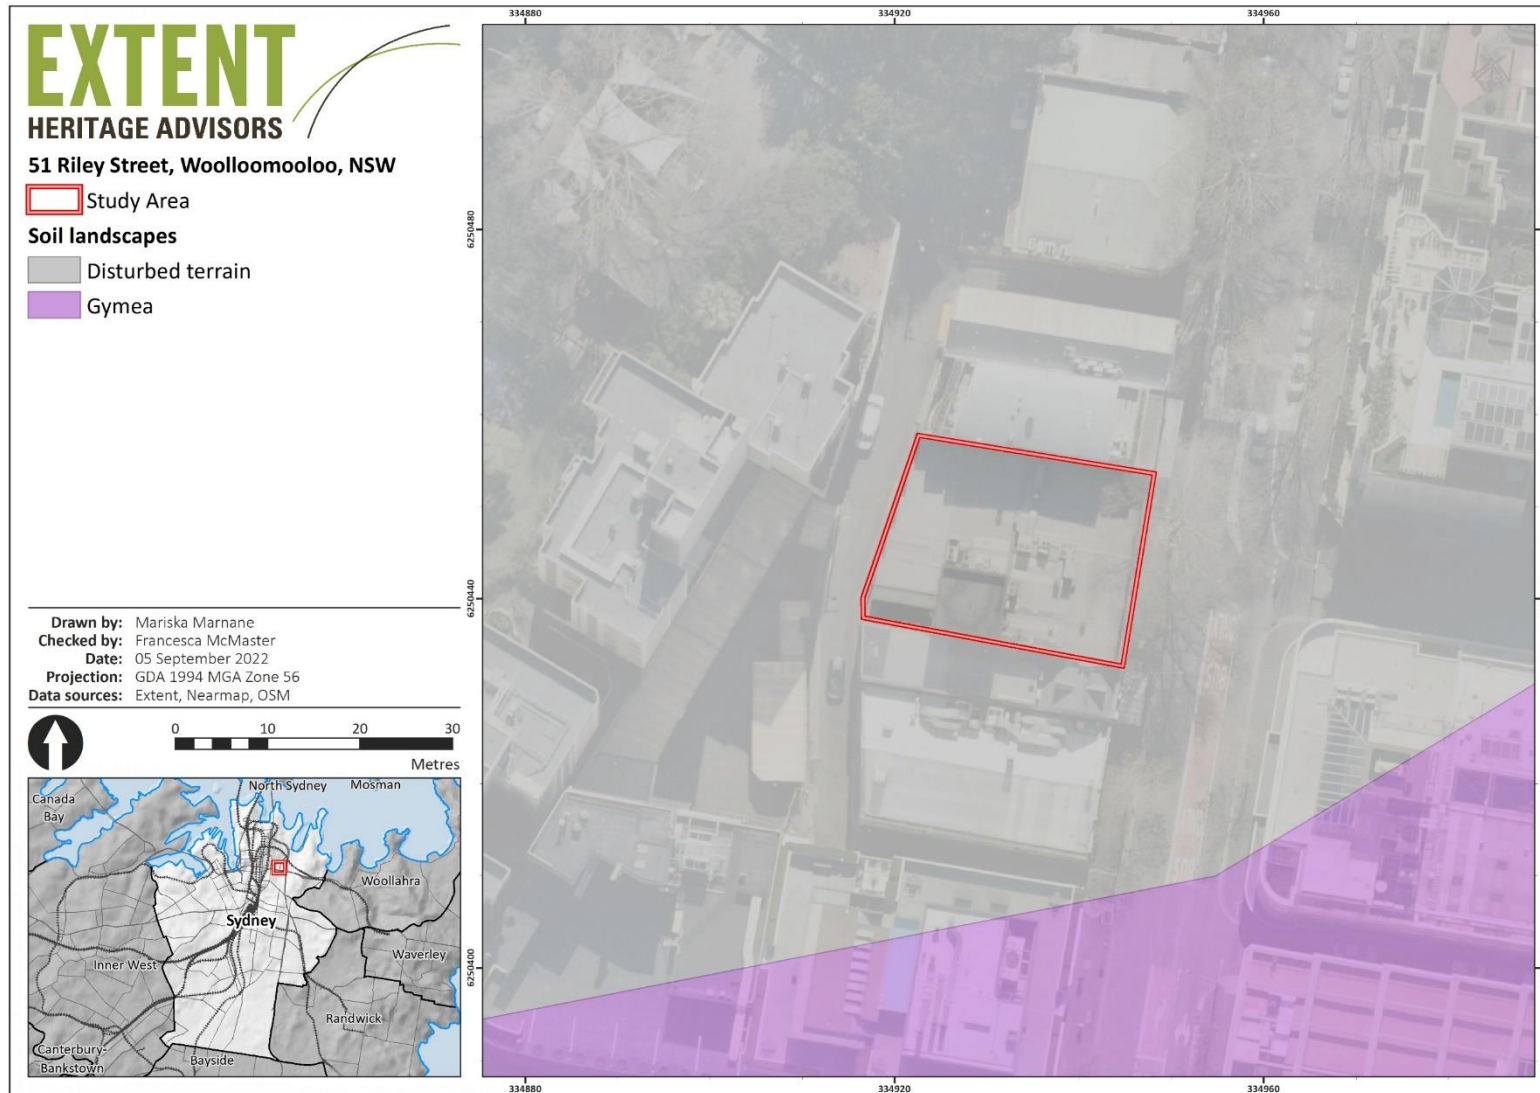 EXTENT
HERITAGE ADVISORS
51 Riley Street, Woolloomooloo, NSW
Study Area
Soil landscapes
Disturbed terrain
Gymea
Drawn by: Mariska Marnane
Checked by: Francesca McMaster
Date: 05 September 2022
Projection: GDA 1994 MGA Zone 56
Data sources: Extent, Nearmap, OSM
0 10 20 30
Metres
North Sydney
Mosman
Canada
Bay
Woollahra
Sydney
Inner West
Waverley
Randwick
Canterbury-
Bankstown
Bayside
334880 334920 334960
6250480
6250440
6250400
334880 334920 334960